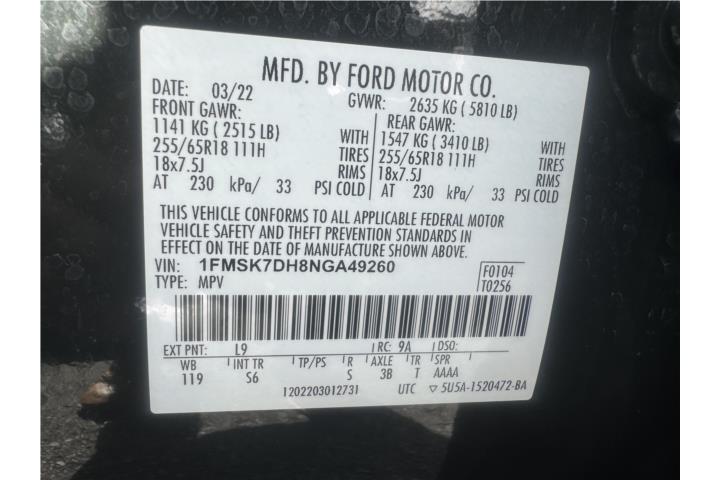 MFD. BY FORD MOTOR CO.
DATE: 03/22 GVWR: 2635 KG (5810 LB)
FRONT GAWR: REAR GAWR:
1141 KG (2515 LB) WITH 1547 KG (3410 LB) WITH
255/65R18 111H TIRES 255/65R18 111H TIRES
18x7.5J RIMS 18x7.5J RIMS
AT 230 kPa/ 33 PSI COLD AT 230 kPa/ 33 PSI COLD
THIS VEHICLE CONFORMS TO ALL APPLICABLE FEDERAL MOTOR
VEHICLE SAFETY AND THEFT PREVENTION STANDARDS IN
EFFECT ON THE DATE OF MANUFACTURE SHOWN ABOVE.
VIN: 1FMSK7DH8NGA49260 F0104
TYPE: MPV T0256
EXT PNT: L9 RC: 9A DSO:
WB INT TR TP/PS R AXLE TR SPR
119 S6 S 3B T AAAA
1202203012731 UTC ▽ 5U5A-1520472-BA